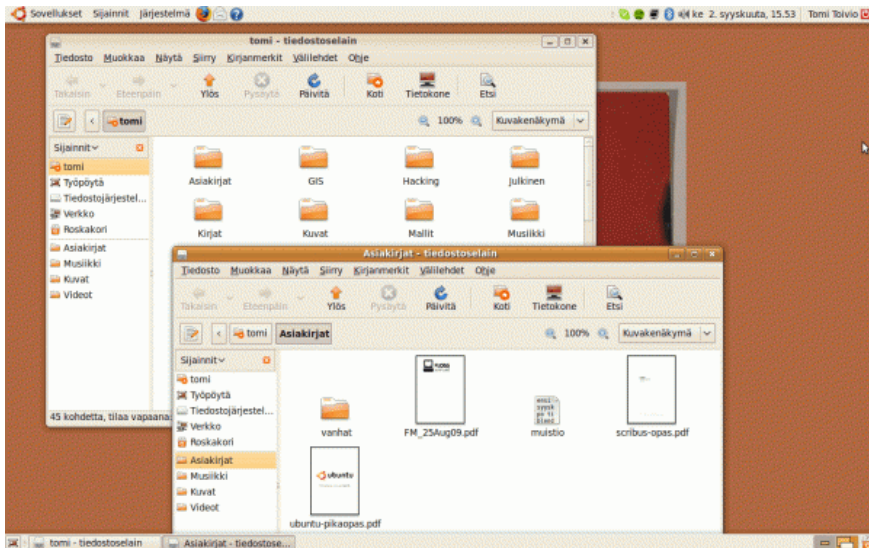 Sovellukset Sijainnit Järjestelmä ke 2. syyskuuta, 15.53 Tomi Toivio
tomi - tiedostoselain
Tiedosto Muokkaa Näytä Siirry Kirjanmerkit Välilehdet Ohje
Takaisin Eteenpäin Ylös Pysäytä Päivitä Koti Tietokone Etsi
tomi 100% Kuvakenäkymä
Sijainnit
tomi
Työpöytä
Tiedostojärjestel...
Verkko
Roskakori
Asiakirjat
Musiikki
Kuvat
Videot
Asiakirjat GIS Hacking Julkinen
Kirjat Kuvat Mallit Musiikki
45 kohdetta, tilaa vapaana:
Asiakirjat - tiedostoselain
Tiedosto Muokkaa Näytä Siirry Kirjanmerkit Välilehdet Ohje
Takaisin Eteenpäin Ylös Pysäytä Päivitä Koti Tietokone Etsi
tomi Asiakirjat 100% Kuvakenäkymä
Sijainnit
tomi
Työpöytä
Tiedostojärjestel...
Verkko
Roskakori
Asiakirjat
Musiikki
Kuvat
Videot
vanhat FM_25Aug09.pdf muistio scribus-opas.pdf
ubuntu
ubuntu-pikaopas.pdf
tomi - tiedostoselain Asiakirjat - tiedostose...